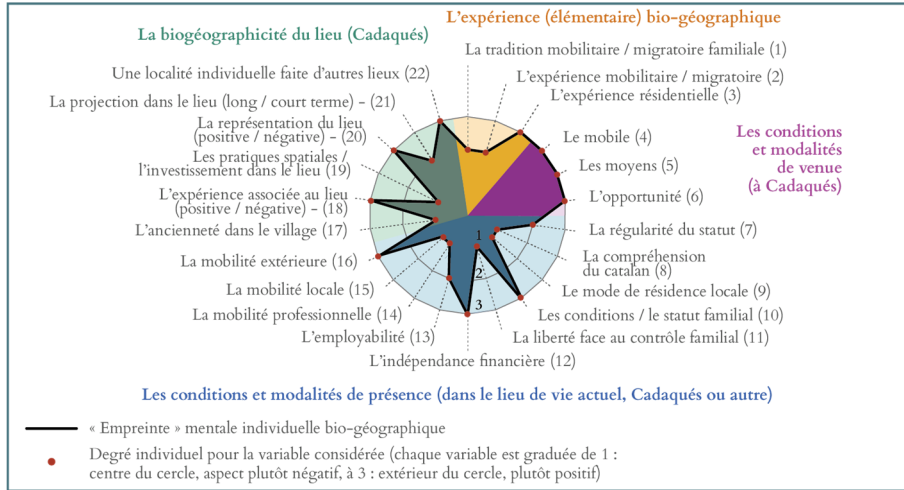 L'expérience (élémentaire) bio-géographique
La biogéographicité du lieu (Cadaqués)
La tradition mobilitaire / migratoire familiale (1)
Une localité individuelle faite d'autres lieux (22)
L'expérience mobilitaire / migratoire (2)
La projection dans le lieu (long / court terme) - (21)
L'expérience résidentielle (3)
La représentation du lieu
(positive / négative) - (20)
Le mobile (4)
Les conditions
et modalités
de venue
(à Cadaqués)
Les pratiques spatiales /
l'investissement dans le lieu (19)
Les moyens (5)
L'expérience associée au lieu
(positive / négative) - (18)
L'opportunité (6)
L'ancienneté dans le village (17)
La régularité du statut (7)
1
La mobilité extérieure (16)
La compréhension
du catalan (8)
2
La mobilité locale (15)
Le mode de résidence locale (9)
3
La mobilité professionnelle (14)
Les conditions / le statut familial (10)
L'employabilité (13)
La liberté face au contrôle familial (11)
L'indépendance financière (12)
Les conditions et modalités de présence (dans le lieu de vie actuel, Cadaqués ou autre)
« Empreinte » mentale individuelle bio-géographique
Degré individuel pour la variable considérée (chaque variable est graduée de 1 :
centre du cercle, aspect plutôt négatif, à 3 : extérieur du cercle, plutôt positif)